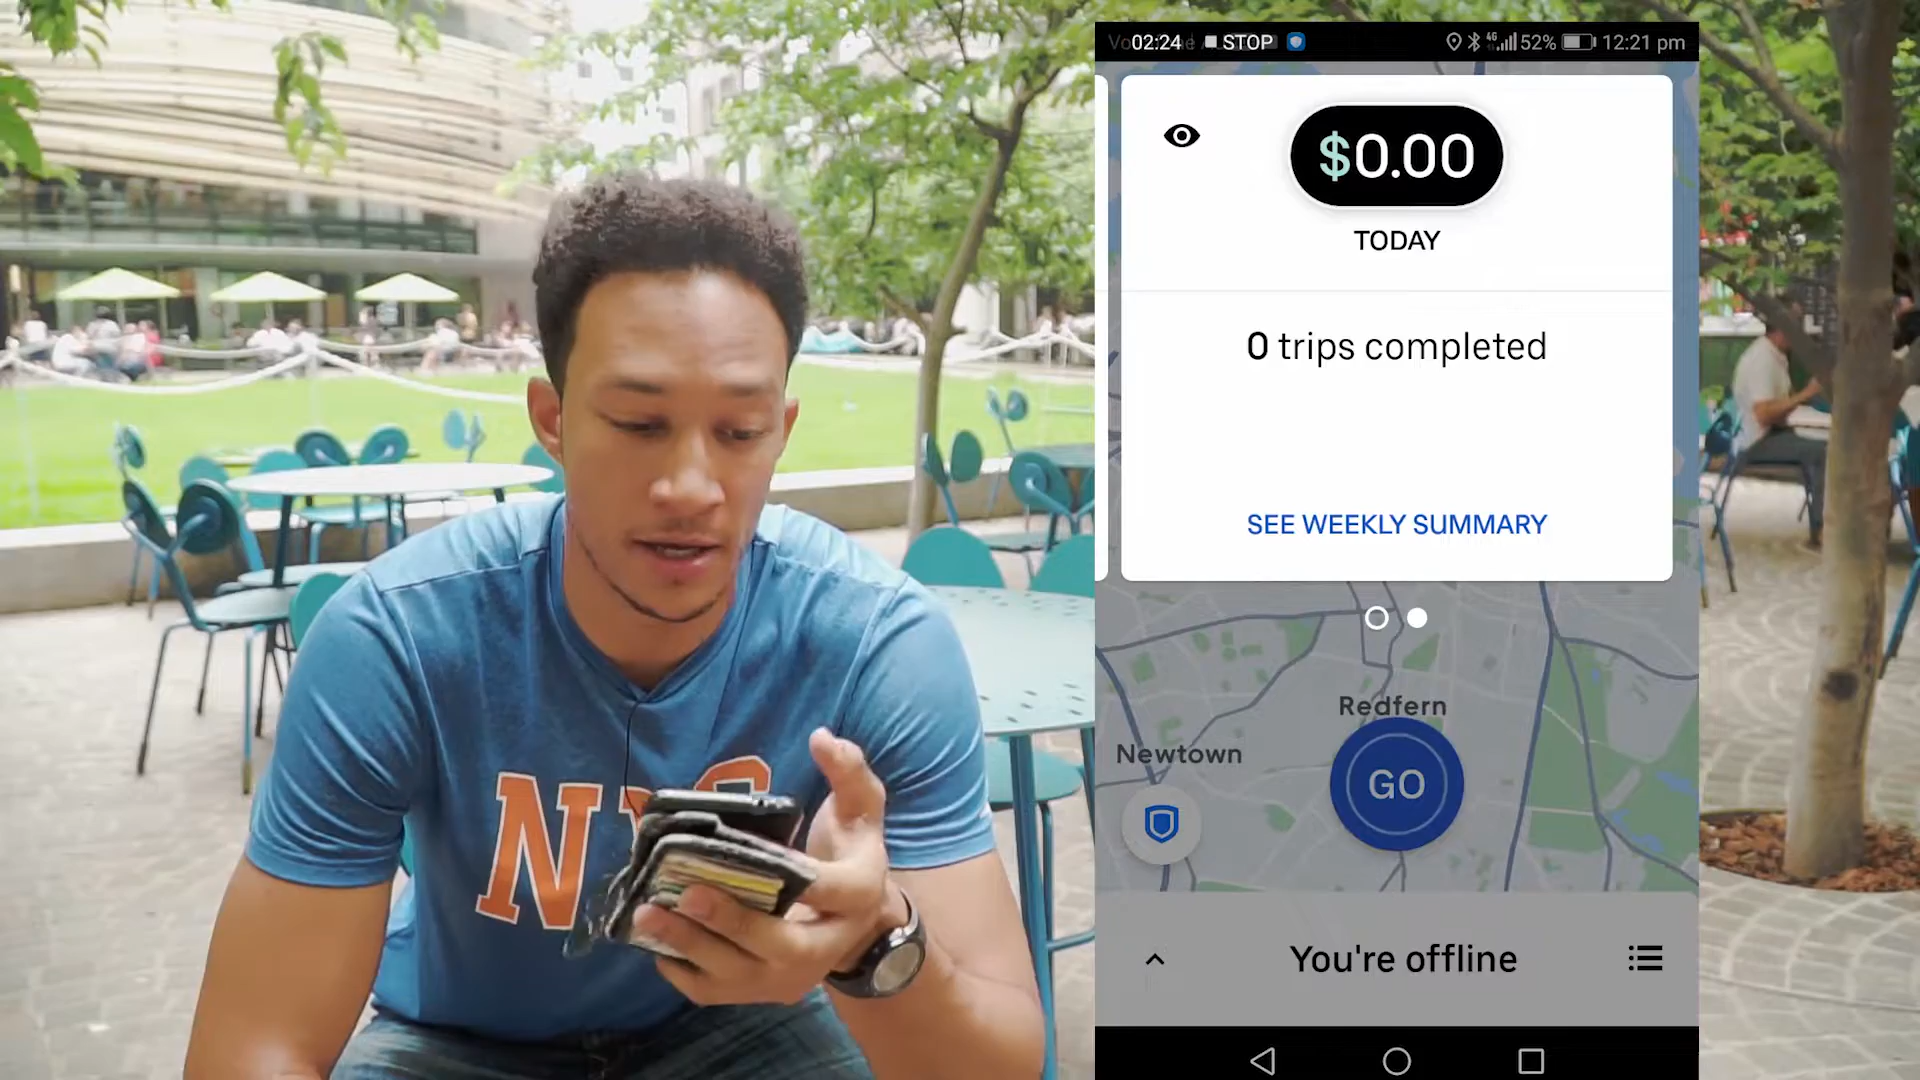 02:24 STOP 4G 52% 12:21 pm
$0.00
TODAY
0 trips completed
SEE WEEKLY SUMMARY
Redfern
Newtown
GO
You're offline